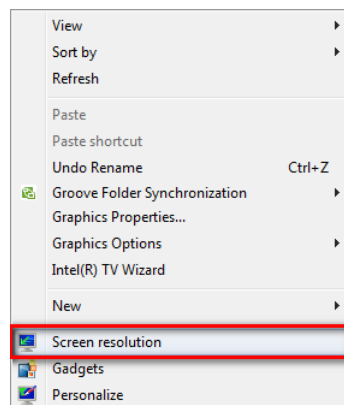 View
Sort by
Refresh
Paste
Paste shortcut
Undo Rename Ctrl+Z
Groove Folder Synchronization
Graphics Properties...
Graphics Options
Intel(R) TV Wizard
New
Screen resolution
Gadgets
Personalize